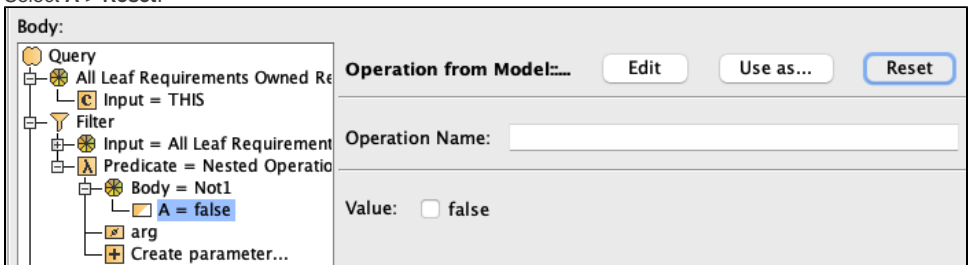 Select A > Reset.
Body:
Query
All Leaf Requirements Owned Re
Input = THIS
Filter
Input = All Leaf Requirement
Predicate = Nested Operatio
Body = Not1
A = false
arg
Create parameter...
Operation from Model::... Edit Use as... Reset
Operation Name:
Value: false